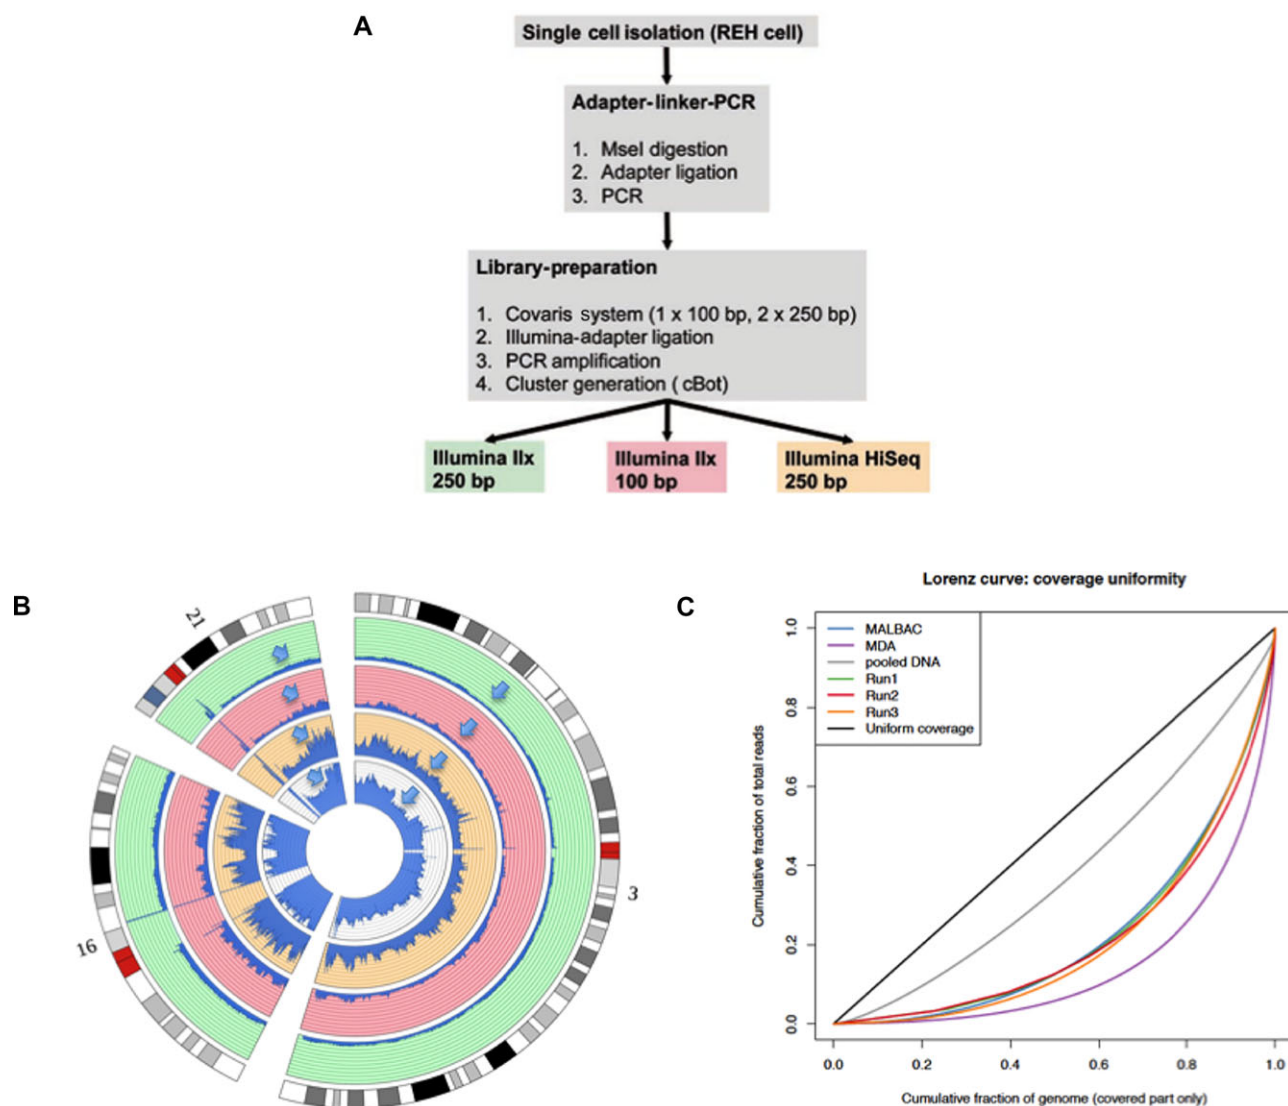 A
Single cell isolation (REH cell)
Adapter-linker-PCR
1. MseI digestion
2. Adapter ligation
3. PCR
Library-preparation
1. Covaris system (1 x 100 bp, 2 x 250 bp)
2. Illumina-adapter ligation
3. PCR amplification
4. Cluster generation ( cBot)
Illumina IIx
250 bp
Illumina IIx
100 bp
Illumina HiSeq
250 bp
B
21
3
16
C
Lorenz curve: coverage uniformity
MALBAC
MDA
pooled DNA
Run1
Run2
Run3
Uniform coverage
Cumulative fraction of total reads
1.0
0.8
0.6
0.4
0.2
0.0
0.0 0.2 0.4 0.6 0.8 1.0
Cumulative fraction of genome (covered part only)